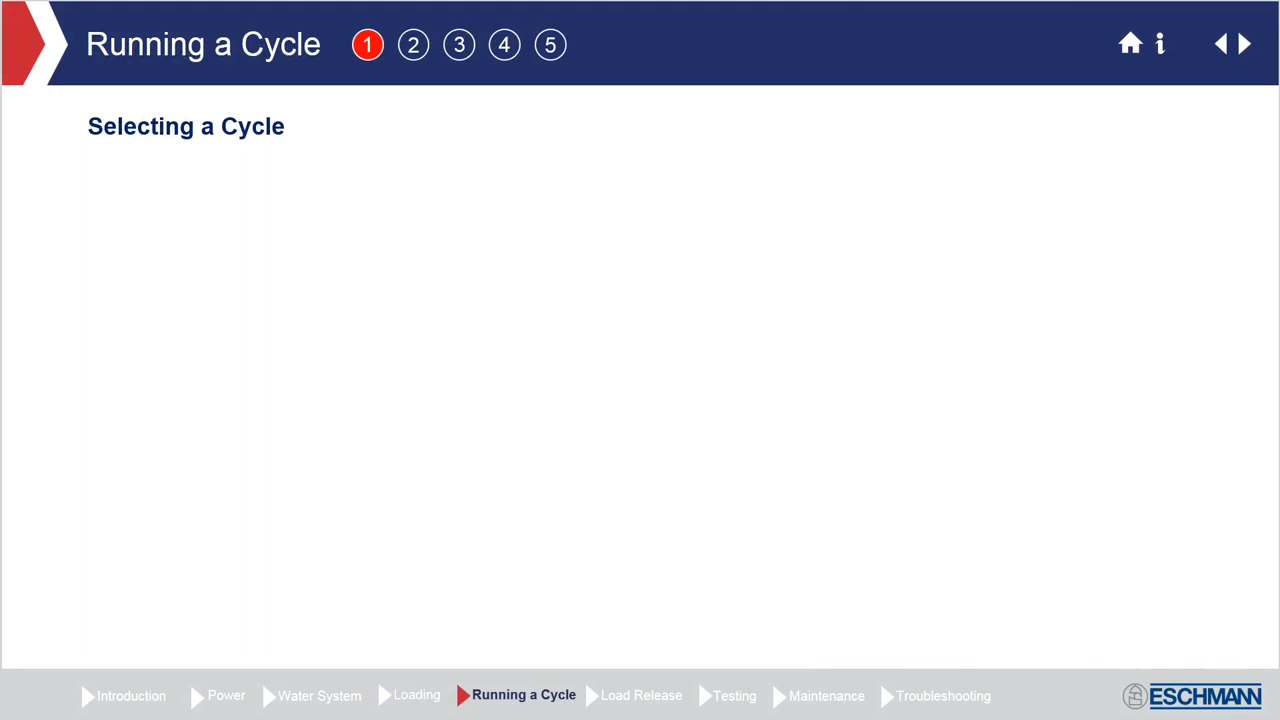 Running a Cycle 1 2 3 4 5
Selecting a Cycle
Introduction Power Water System Loading Running a Cycle Load Release Testing Maintenance Troubleshooting ESCHMANN